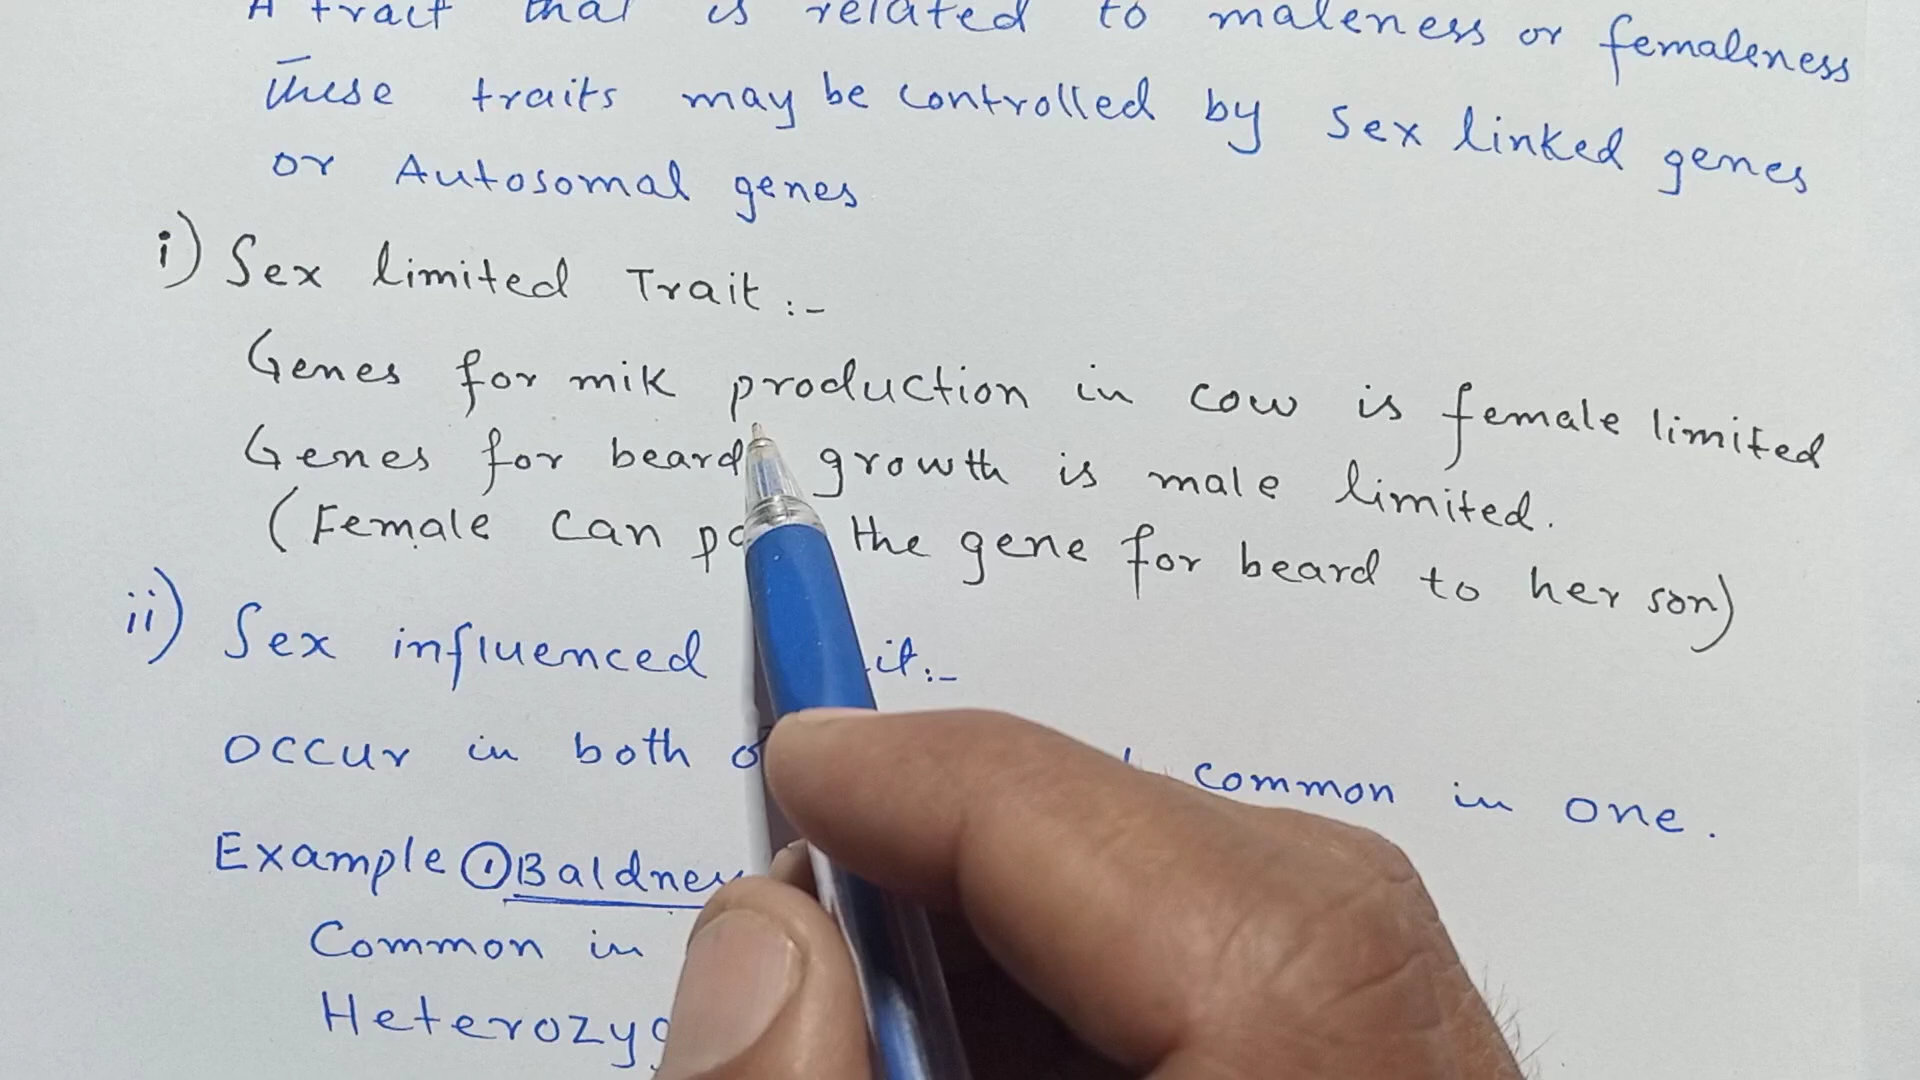 A trait that is related to maleness or femaleness
These traits may be controlled by sex linked genes
or Autosomal genes
i) Sex limited Trait :-
Genes for mik production in cow is female limited
Genes for beard growth is male limited.
(Female can the gene for beard to her son)
ii) Sex influenced
Occur in both common in one.
Example ① Baldness
Common in